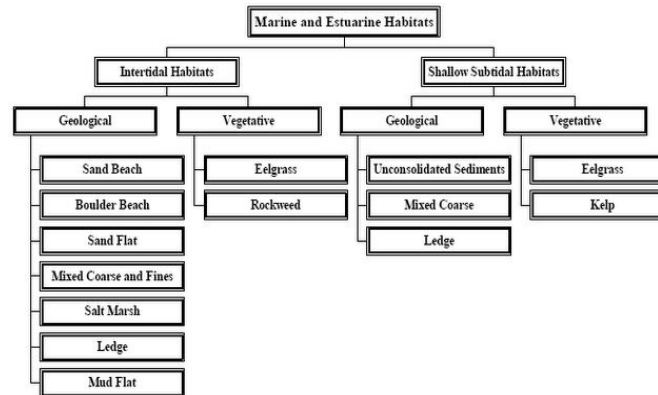 Marine and Estuarine Habitats
Intertidal Habitats
Shallow Subtidal Habitats
Geological
Vegetative
Geological
Vegetative
Sand Beach
Eelgrass
Unconsolidated Sediments
Eelgrass
Boulder Beach
Rockweed
Mixed Coarse
Kelp
Sand Flat
Ledge
Mixed Coarse and Fines
Salt Marsh
Ledge
Mud Flat